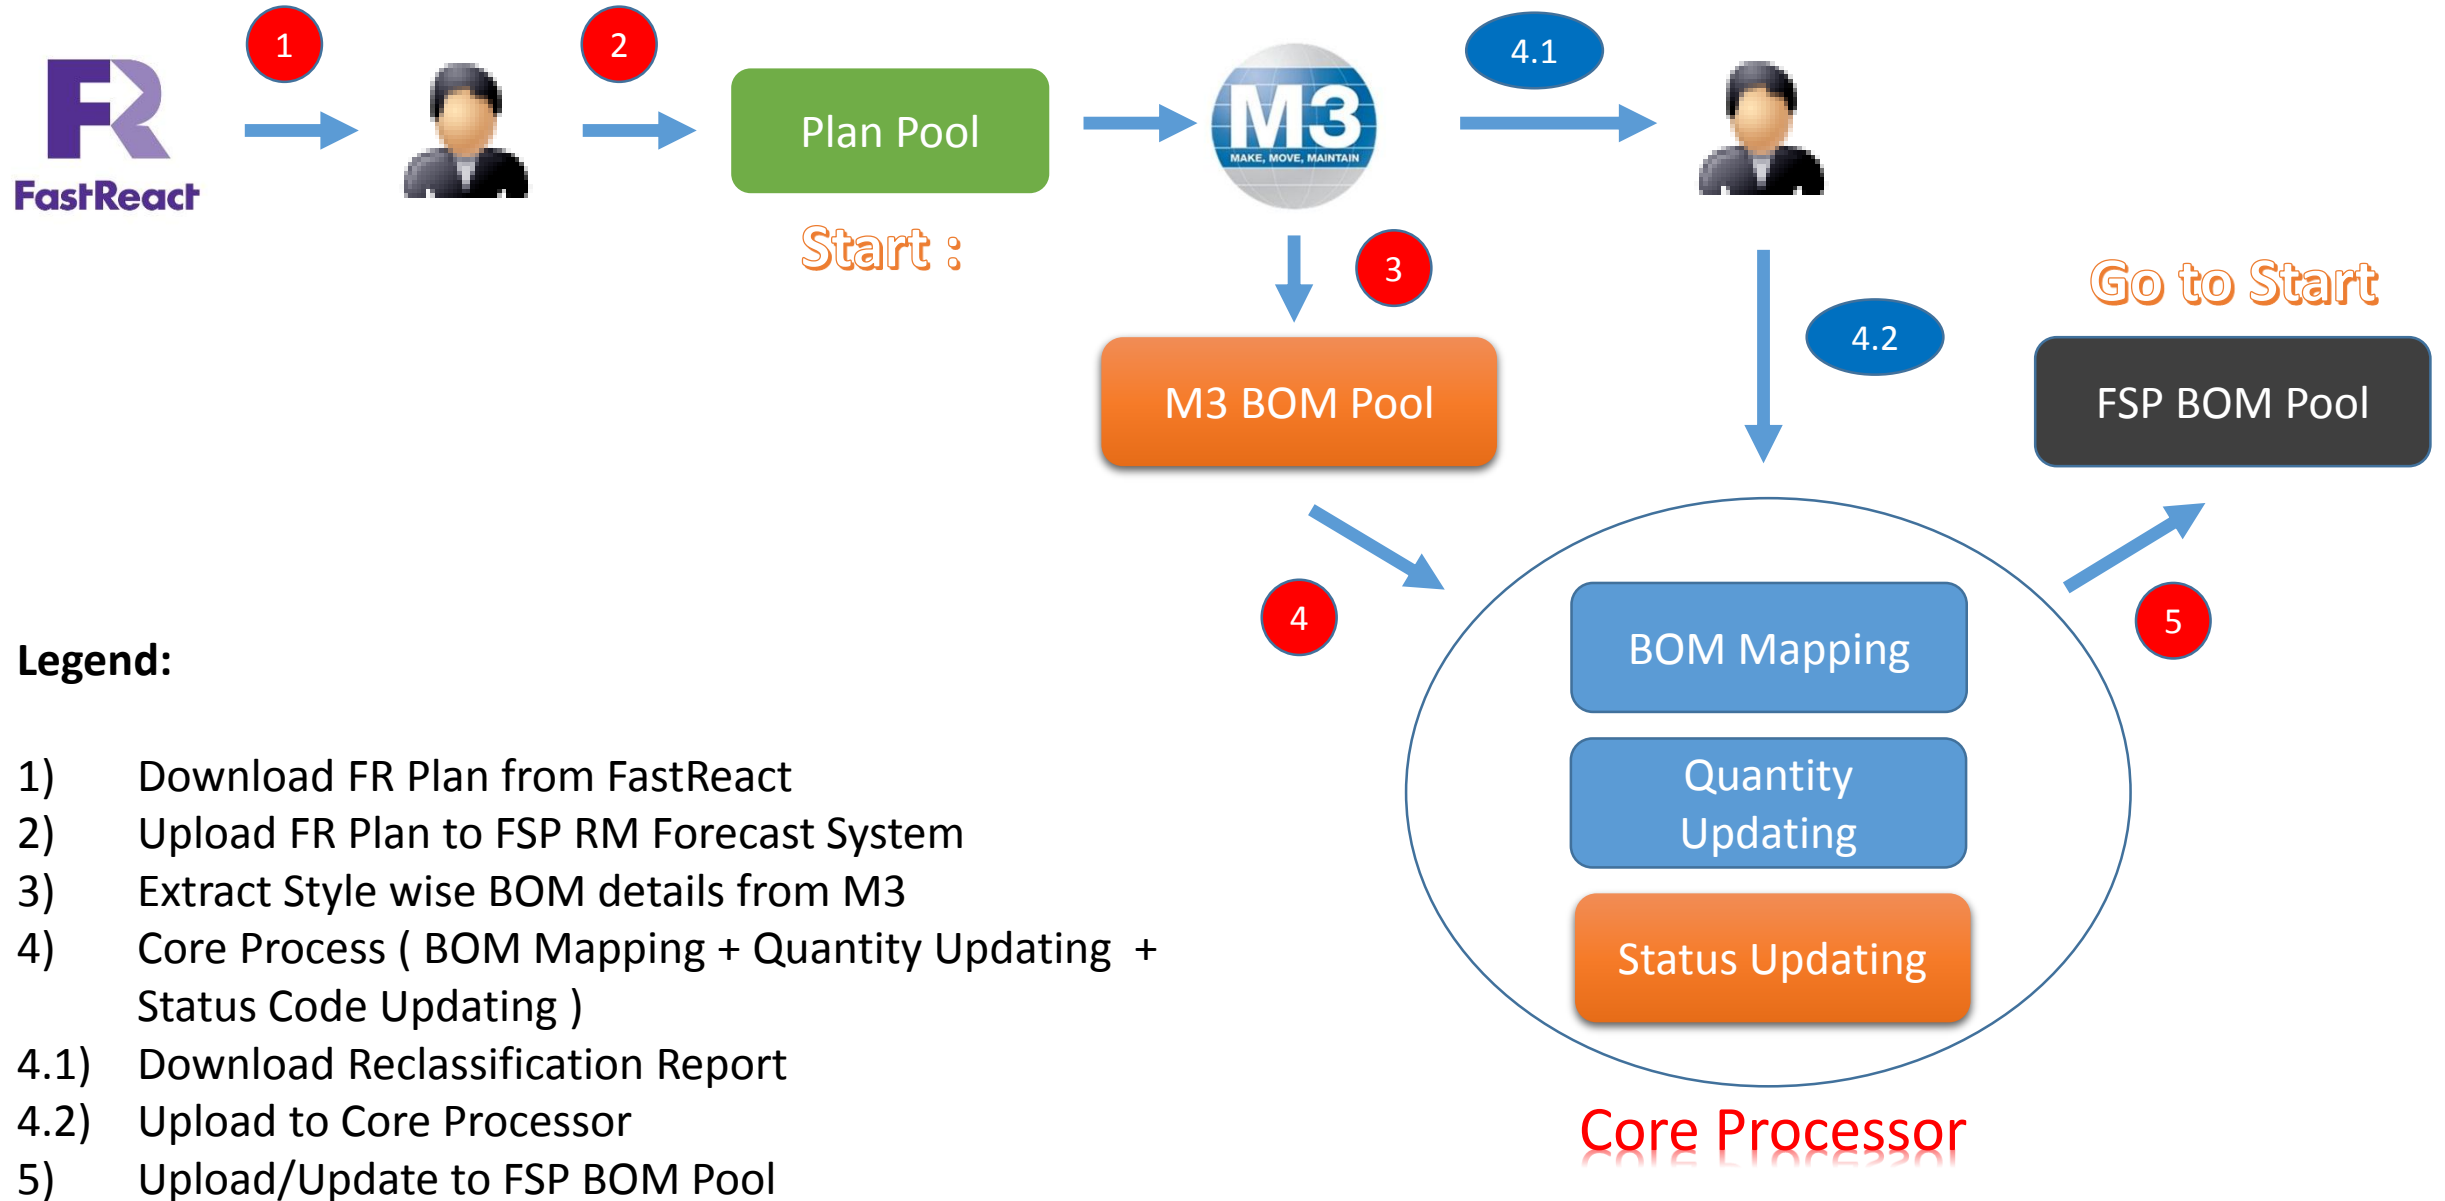 1
2
4.1
FR
FastReact
Plan Pool
M3
MAKE, MOVE, MAINTAIN
Start :
3
Go to Start
4.2
M3 BOM Pool
FSP BOM Pool
4
5
BOM Mapping
Quantity
Updating
Status Updating
Core Processor
Legend:
1) Download FR Plan from FastReact
2) Upload FR Plan to FSP RM Forecast System
3) Extract Style wise BOM details from M3
4) Core Process ( BOM Mapping + Quantity Updating +
Status Code Updating )
4.1) Download Reclassification Report
4.2) Upload to Core Processor
5) Upload/Update to FSP BOM Pool